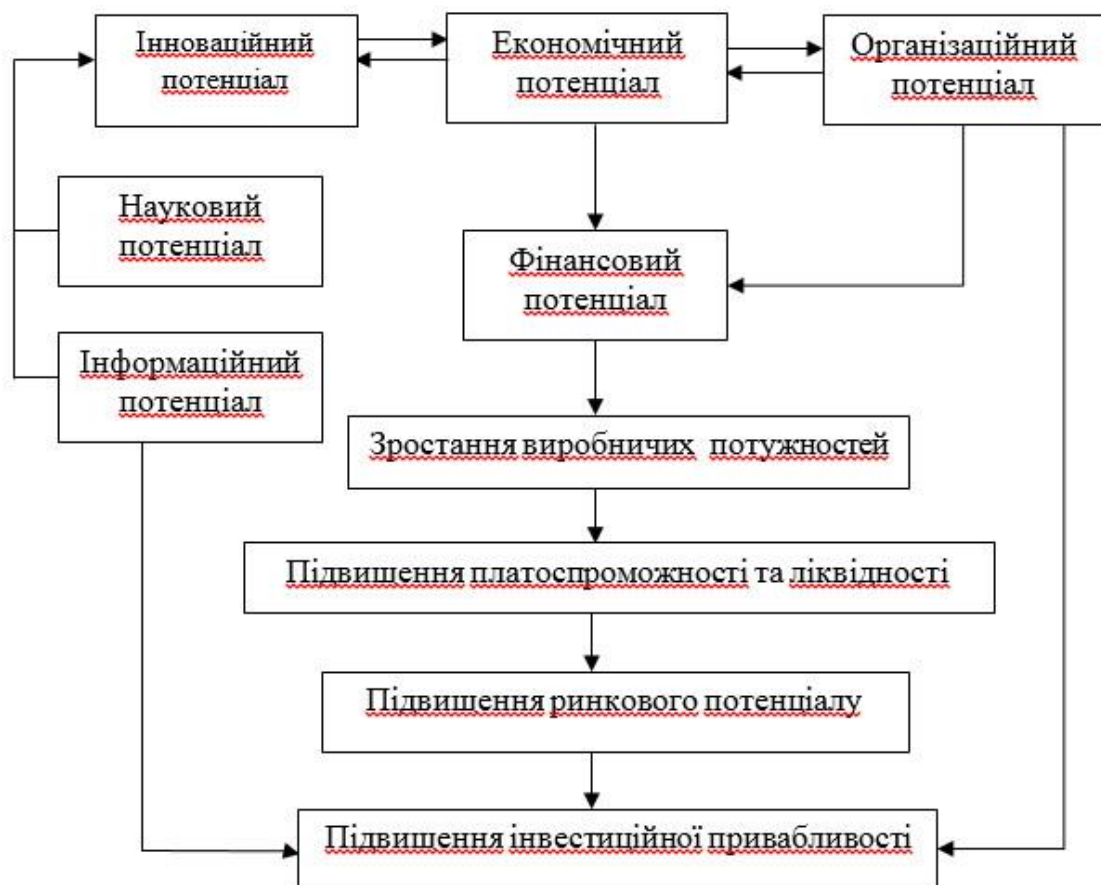 Інноваційний
потенціал
Економічний
потенціал
Організаційний
потенціал
Науковий
потенціал
Фінансовий
потенціал
Інформаційний
потенціал
Зростання виробничих потужностей
Підвищення платоспроможності та ліквідності
Підвищення ринкового потенціалу
Підвищення інвестиційної привабливості